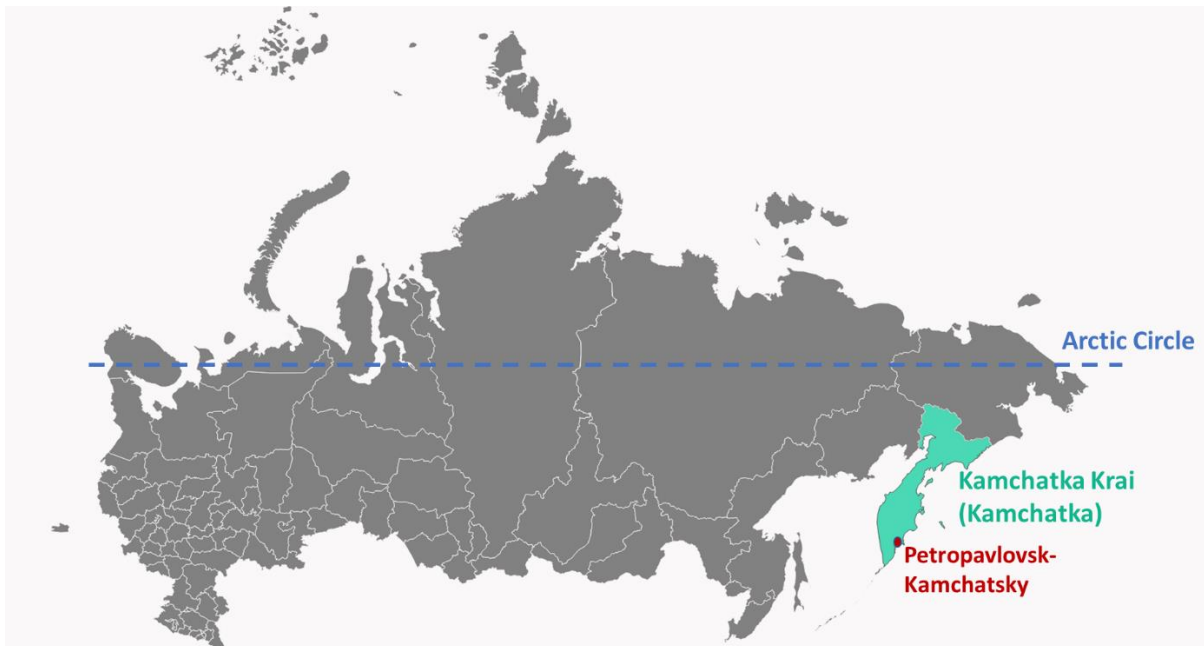 Arctic Circle
Kamchatka Krai
(Kamchatka)
Petropavlovsk-
Kamchatsky